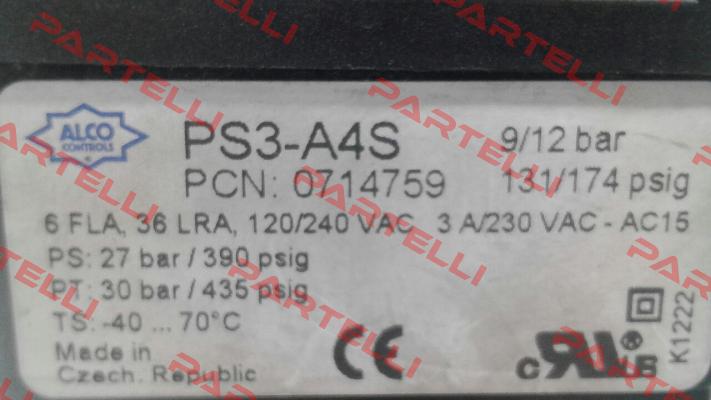 ALCO
CONTROLS
PS3-A4S 9/12 bar
PCN: 0714759 131/174 psig
6 FLA, 36 LRA, 120/240 VAC 3 A/230 VAC - AC15
PS: 27 bar / 390 psig
PT: 30 bar / 435 psig
TS: -40 ... 70°C
Made in
Czech. Republic
CE
c RU US
K1222
PARTELLI
PARTELLI
PARTELLI
PARTELLI
PARTELLI
PARTELLI